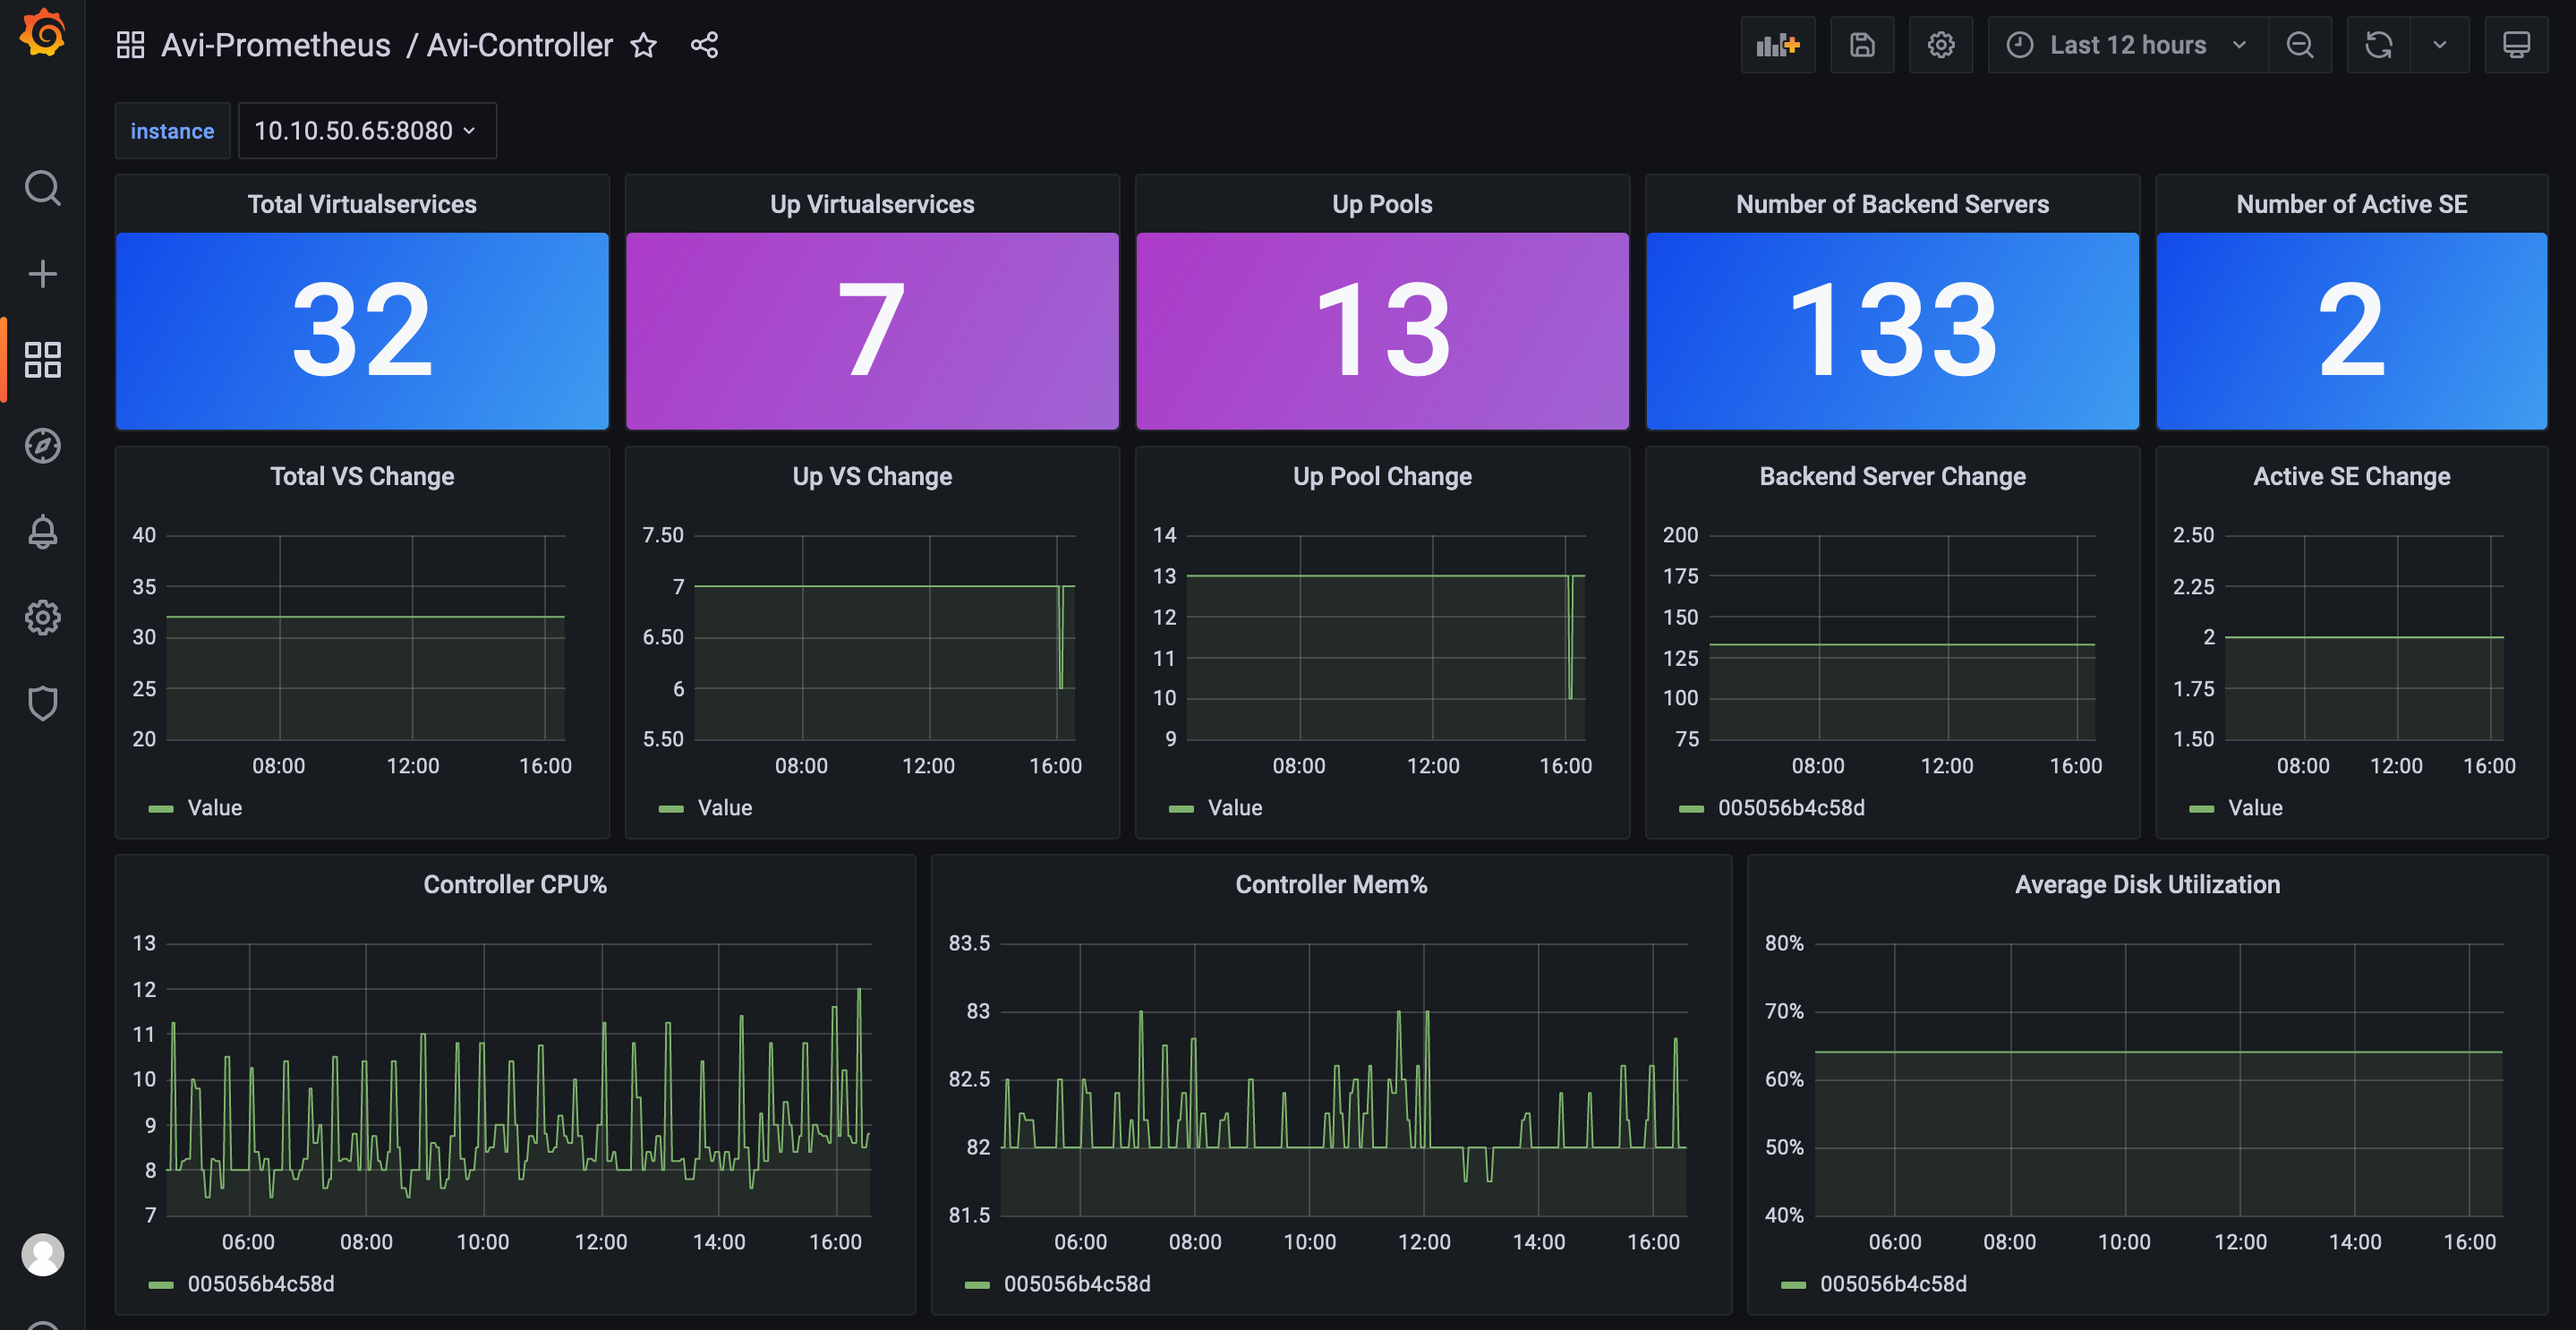 Avi-Prometheus / Avi-Controller
Last 12 hours
instance 10.10.50.65:8080
Total Virtualservices
32
Up Virtualservices
7
Up Pools
13
Number of Backend Servers
133
Number of Active SE
2
Total VS Change
40
35
30
25
20
08:00 12:00 16:00
Value
Up VS Change
7.50
7
6.50
6
5.50
08:00 12:00 16:00
Value
Up Pool Change
14
13
12
11
10
9
08:00 12:00 16:00
Value
Backend Server Change
200
175
150
125
100
75
08:00 12:00 16:00
005056b4c58d
Active SE Change
2.50
2.25
2
1.75
1.50
08:00 12:00 16:00
Value
Controller CPU%
13
12
11
10
9
8
7
06:00 08:00 10:00 12:00 14:00 16:00
005056b4c58d
Controller Mem%
83.5
83
82.5
82
81.5
06:00 08:00 10:00 12:00 14:00 16:00
005056b4c58d
Average Disk Utilization
80%
70%
60%
50%
40%
06:00 08:00 10:00 12:00 14:00 16:00
005056b4c58d